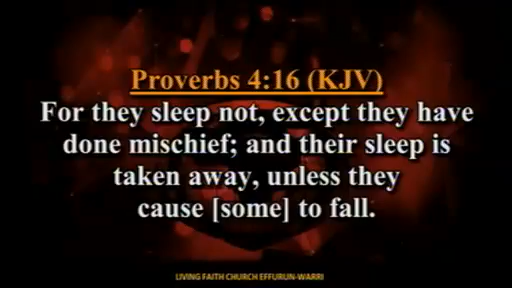 Proverbs 4:16 (KJV)
For they sleep not, except they have
done mischief; and their sleep is
taken away, unless they
cause [some] to fall.
LIVING FAITH CHURCH EFFURUN-WARRI